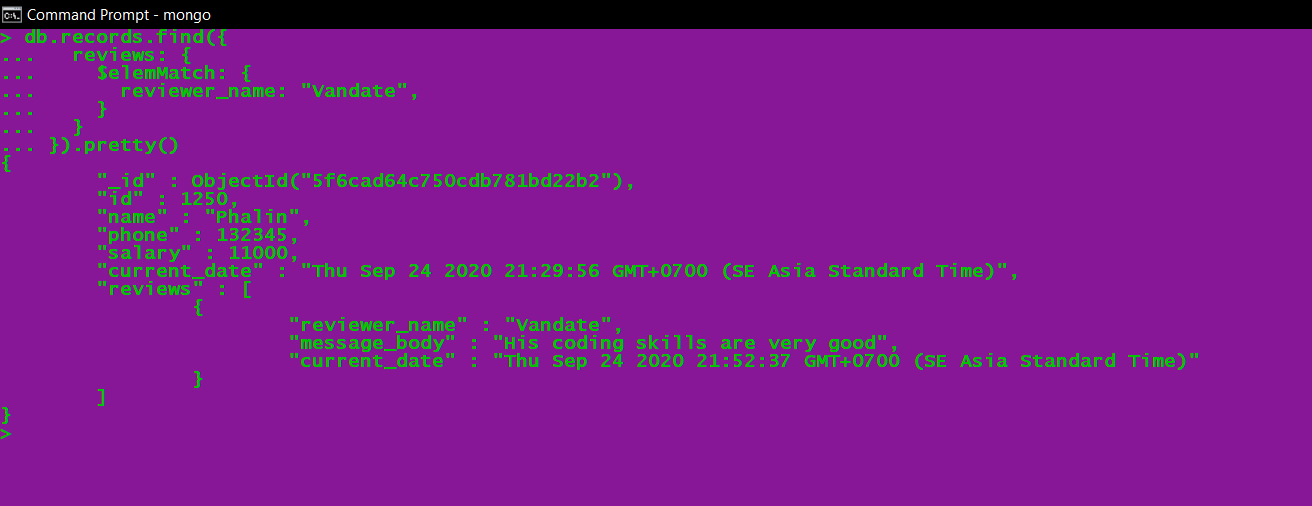 Command Prompt - mongo
> db.records.find({
...   reviews: {
...     $elemMatch: {
...       reviewer_name: "Vandate",
...     }
...   }
... }).pretty()
{
        "_id" : ObjectId("5f6cad64c750cdb781bd22b2"),
        "id" : 1250,
        "name" : "Phalin",
        "phone" : 132345,
        "salary" : 11000,
        "current_date" : "Thu Sep 24 2020 21:29:56 GMT+0700 (SE Asia Standard Time)",
        "reviews" : [
                {
                        "reviewer_name" : "Vandate",
                        "message_body" : "His coding skills are very good",
                        "current_date" : "Thu Sep 24 2020 21:52:37 GMT+0700 (SE Asia Standard Time)"
                }
        ]
}
>